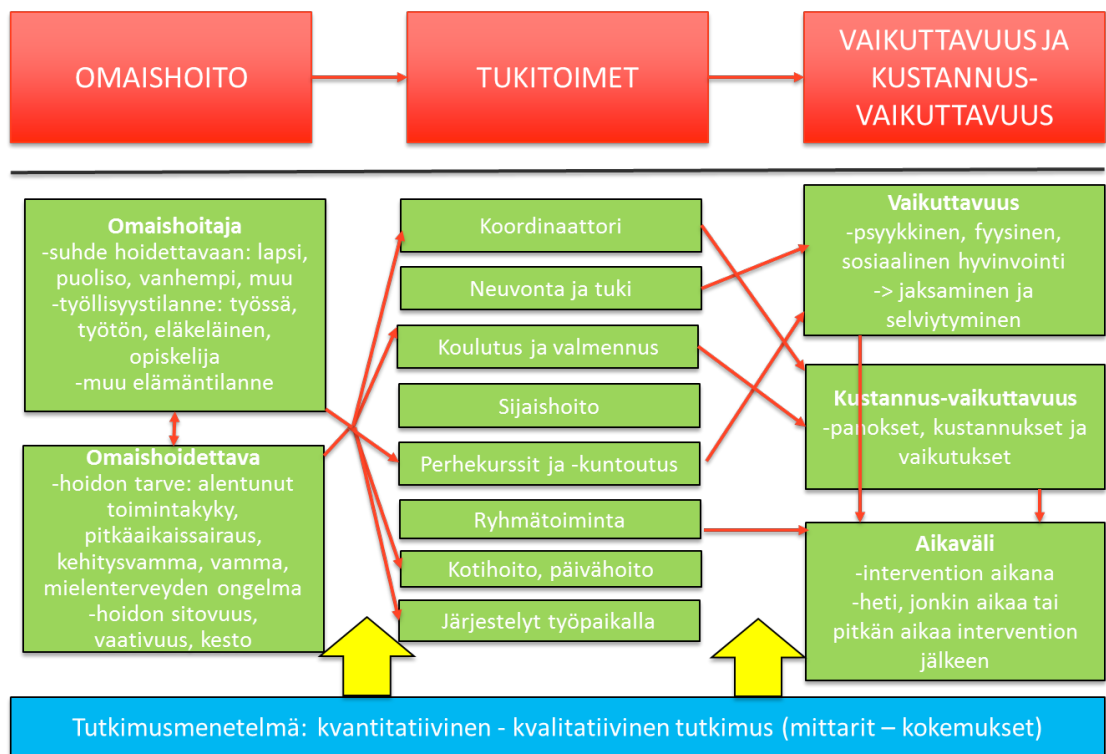 OMAISHOITO
TUKITOIMET
VAIKUTTAVUUS JA
KUSTANNUS-
VAIKUTTAVUUS
Omaishoitaja
-suhde hoidettavaan: lapsi,
puoliso, vanhempi, muu
-työllisyystilanne: työssä,
työtön, eläkeläinen,
opiskelija
-muu elämäntilanne
Omaishoidettava
-hoidon tarve: alentunut
toimintakyky,
pitkäaikaissairaus,
kehitysvamma, vamma,
mielenterveyden ongelma
-hoidon sitovuus,
vaativuus, kesto
Koordinaattori
Neuvonta ja tuki
Koulutus ja valmennus
Sijaishoito
Perhekurssit ja -kuntoutus
Ryhmätoiminta
Kotihoito, päivähoito
Järjestelyt työpaikalla
Vaikuttavuus
-psyykkinen, fyysinen,
sosiaalinen hyvinvointi
-> jaksaminen ja
selviytyminen
Kustannus-vaikuttavuus
-panokset, kustannukset ja
vaikutukset
Aikaväli
-intervention aikana
-heti, jonkin aikaa tai
pitkän aikaa intervention
jälkeen
Tutkimusmenetelmä: kvantitatiivinen - kvalitatiivinen tutkimus (mittarit – kokemukset)